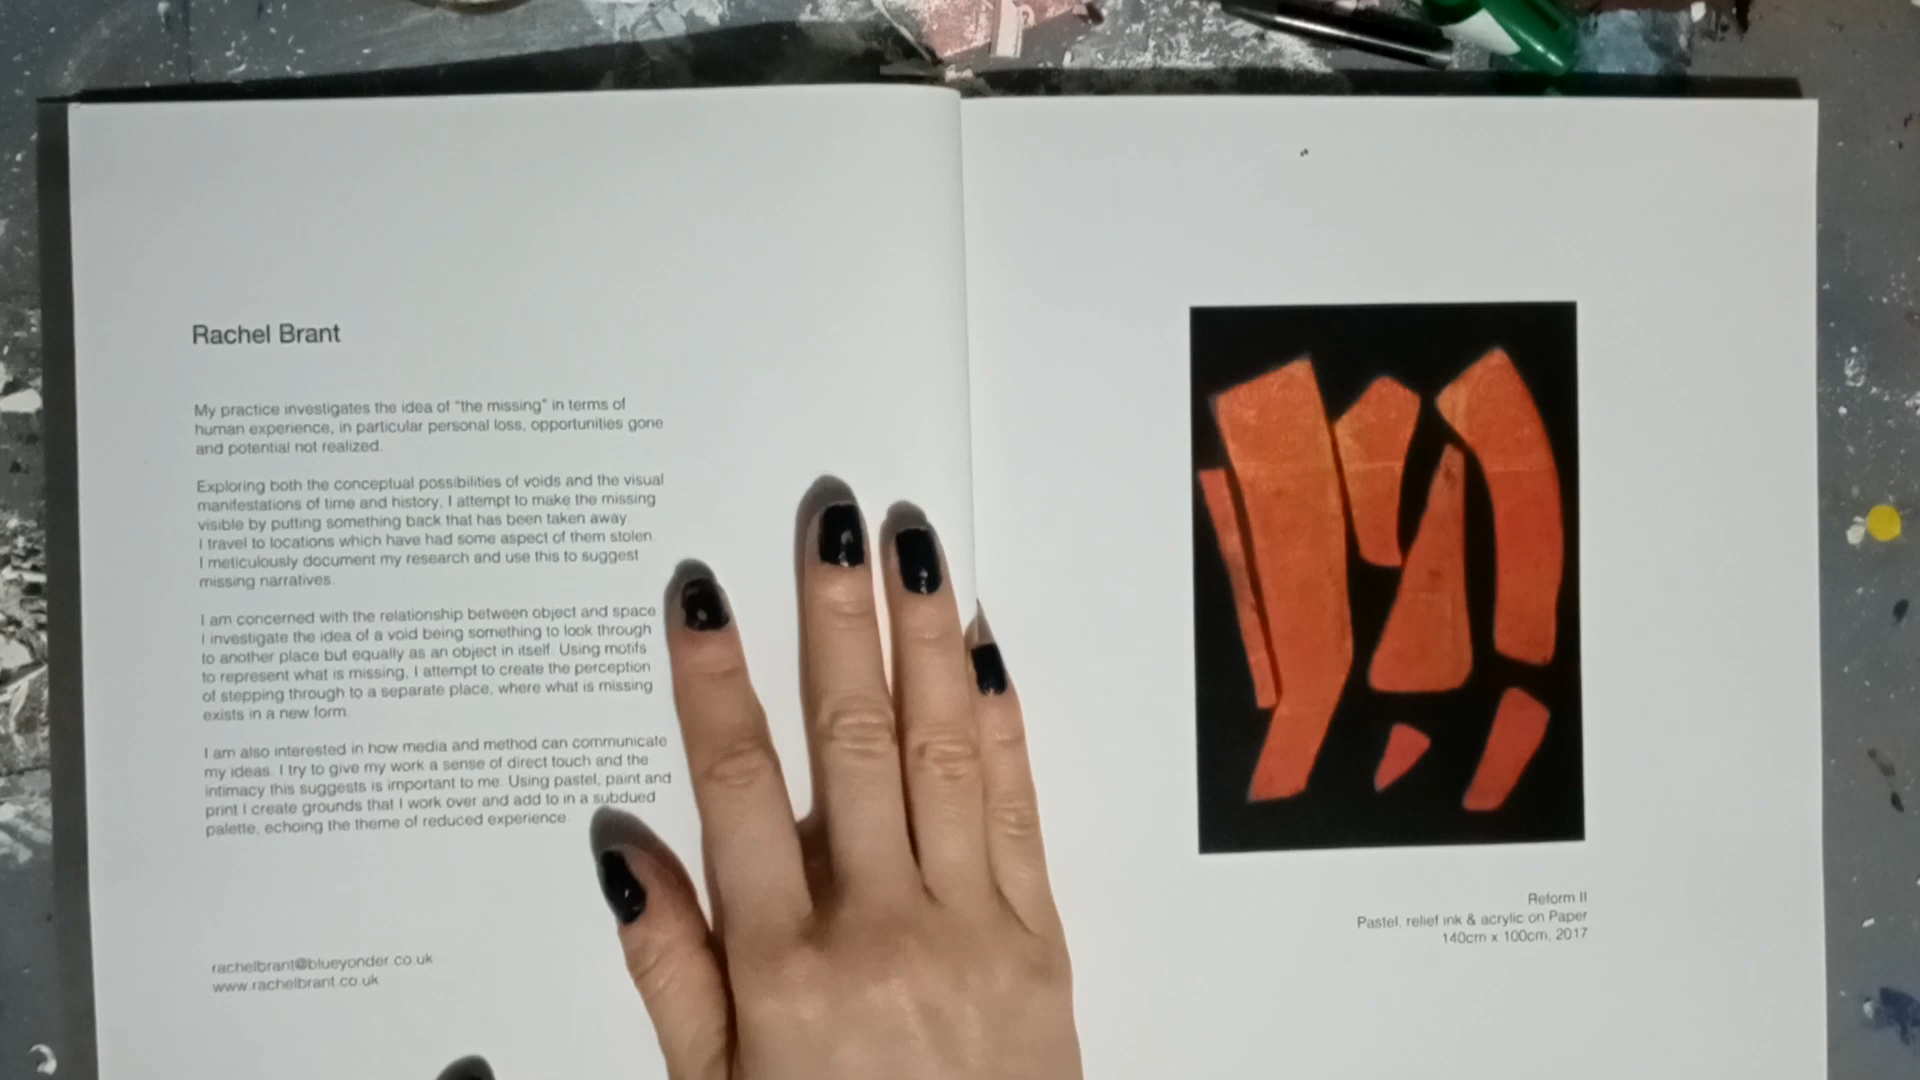 Rachel Brant
My practice investigates the idea of "the missing" in terms of
human experience, in particular personal loss, opportunities gone
and potential not realized.
Exploring both the conceptual possibilities of voids and the visual
manifestations of time and history, I attempt to make the missing
visible by putting something back that has been taken away.
I travel to locations which have had some aspect of them stolen.
I meticulously document my research and use this to suggest
missing narratives.
I am concerned with the relationship between object and space.
I investigate the idea of a void being something to look through
to another place but equally as an object in itself. Using motifs
to represent what is missing, I attempt to create the perception
of stepping through to a separate place, where what is missing
exists in a new form.
I am also interested in how media and method can communicate
my ideas. I try to give my work a sense of direct touch and the
intimacy this suggests is important to me. Using pastel, paint and
print I create grounds that I work over and add to in a subdued
palette, echoing the theme of reduced experience.
rachelbrant@blueyonder.co.uk
www.rachelbrant.co.uk
Reform II
Pastel, relief ink & acrylic on Paper
140cm x 100cm, 2017